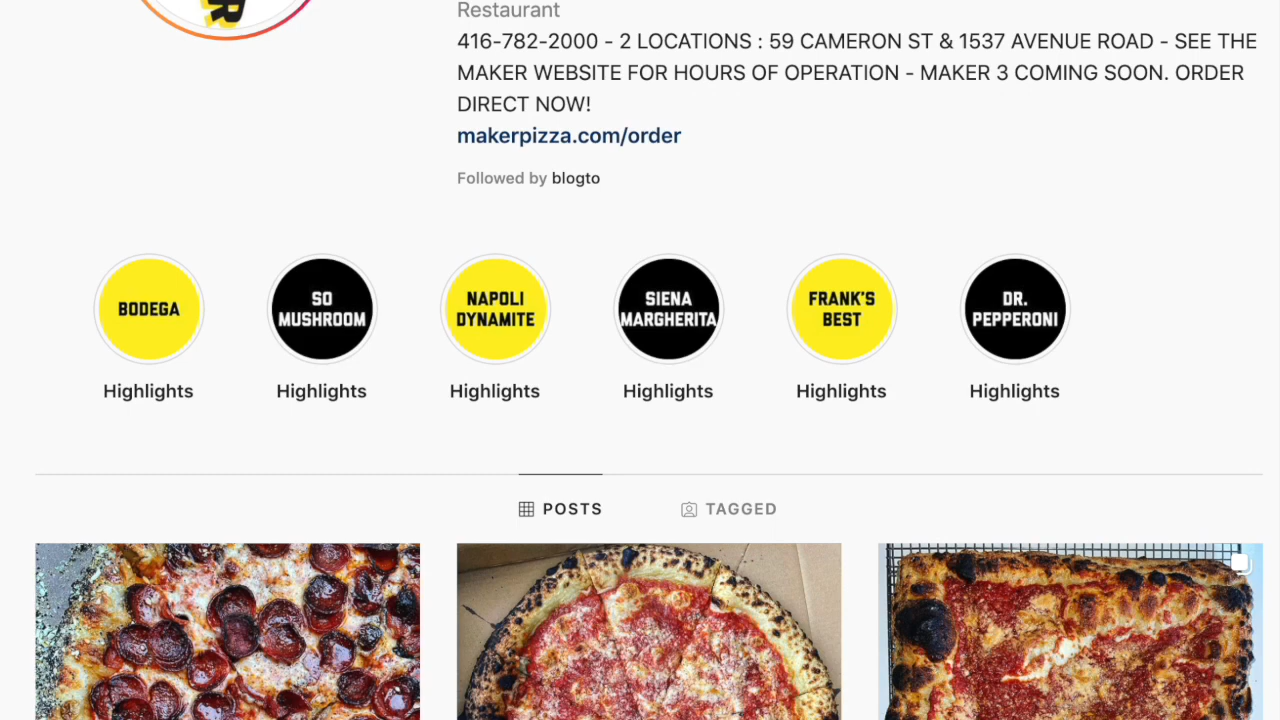 R
Restaurant
416-782-2000 - 2 LOCATIONS : 59 CAMERON ST & 1537 AVENUE ROAD - SEE THE
MAKER WEBSITE FOR HOURS OF OPERATION - MAKER 3 COMING SOON. ORDER
DIRECT NOW!
makerpizza.com/order
Followed by blogto
BODEGA
SO
MUSHROOM
NAPOLI
DYNAMITE
SIENA
MARGHERITA
FRANK'S
BEST
DR.
PEPPERONI
Highlights Highlights Highlights Highlights Highlights Highlights
POSTS TAGGED